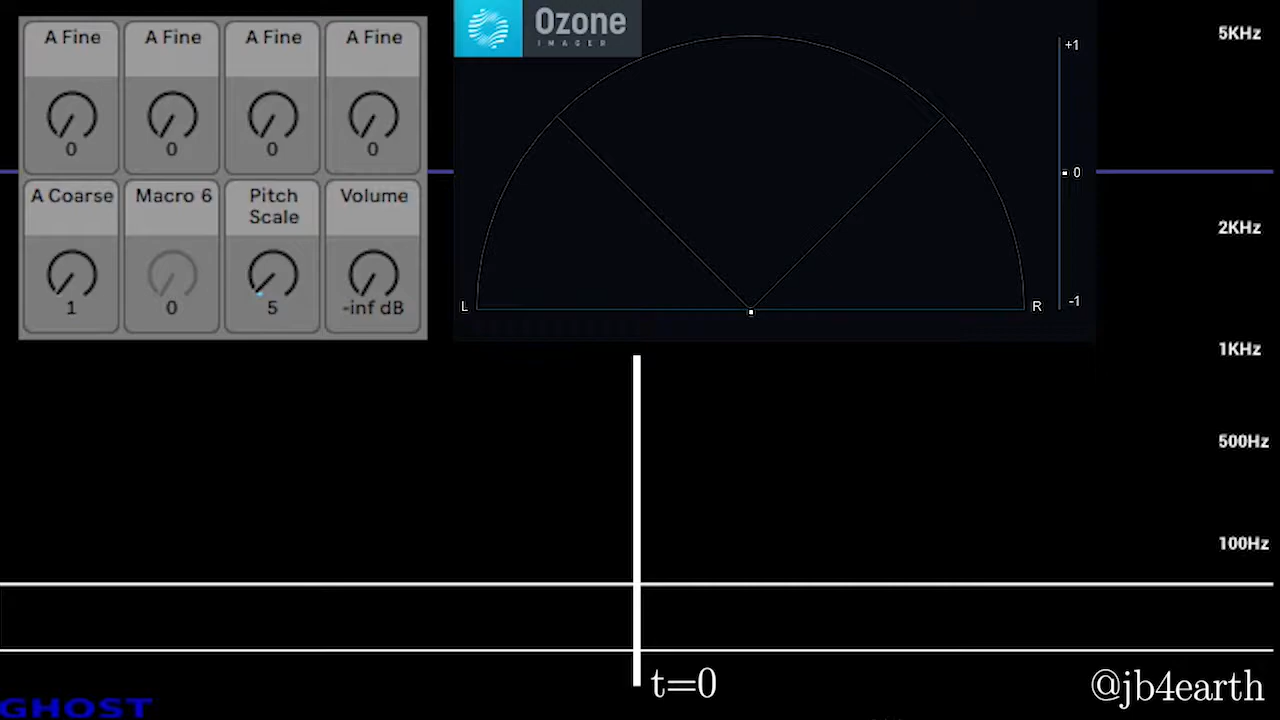 A Fine A Fine A Fine A Fine
0 0 0 0
A Coarse Macro 6 Pitch Scale Volume
1 0 5 -inf dB
Ozone
IMAGER
+1
0
-1
L R
5KHz
2KHz
1KHz
500Hz
100Hz
t=0
@jb4earth
GHOST